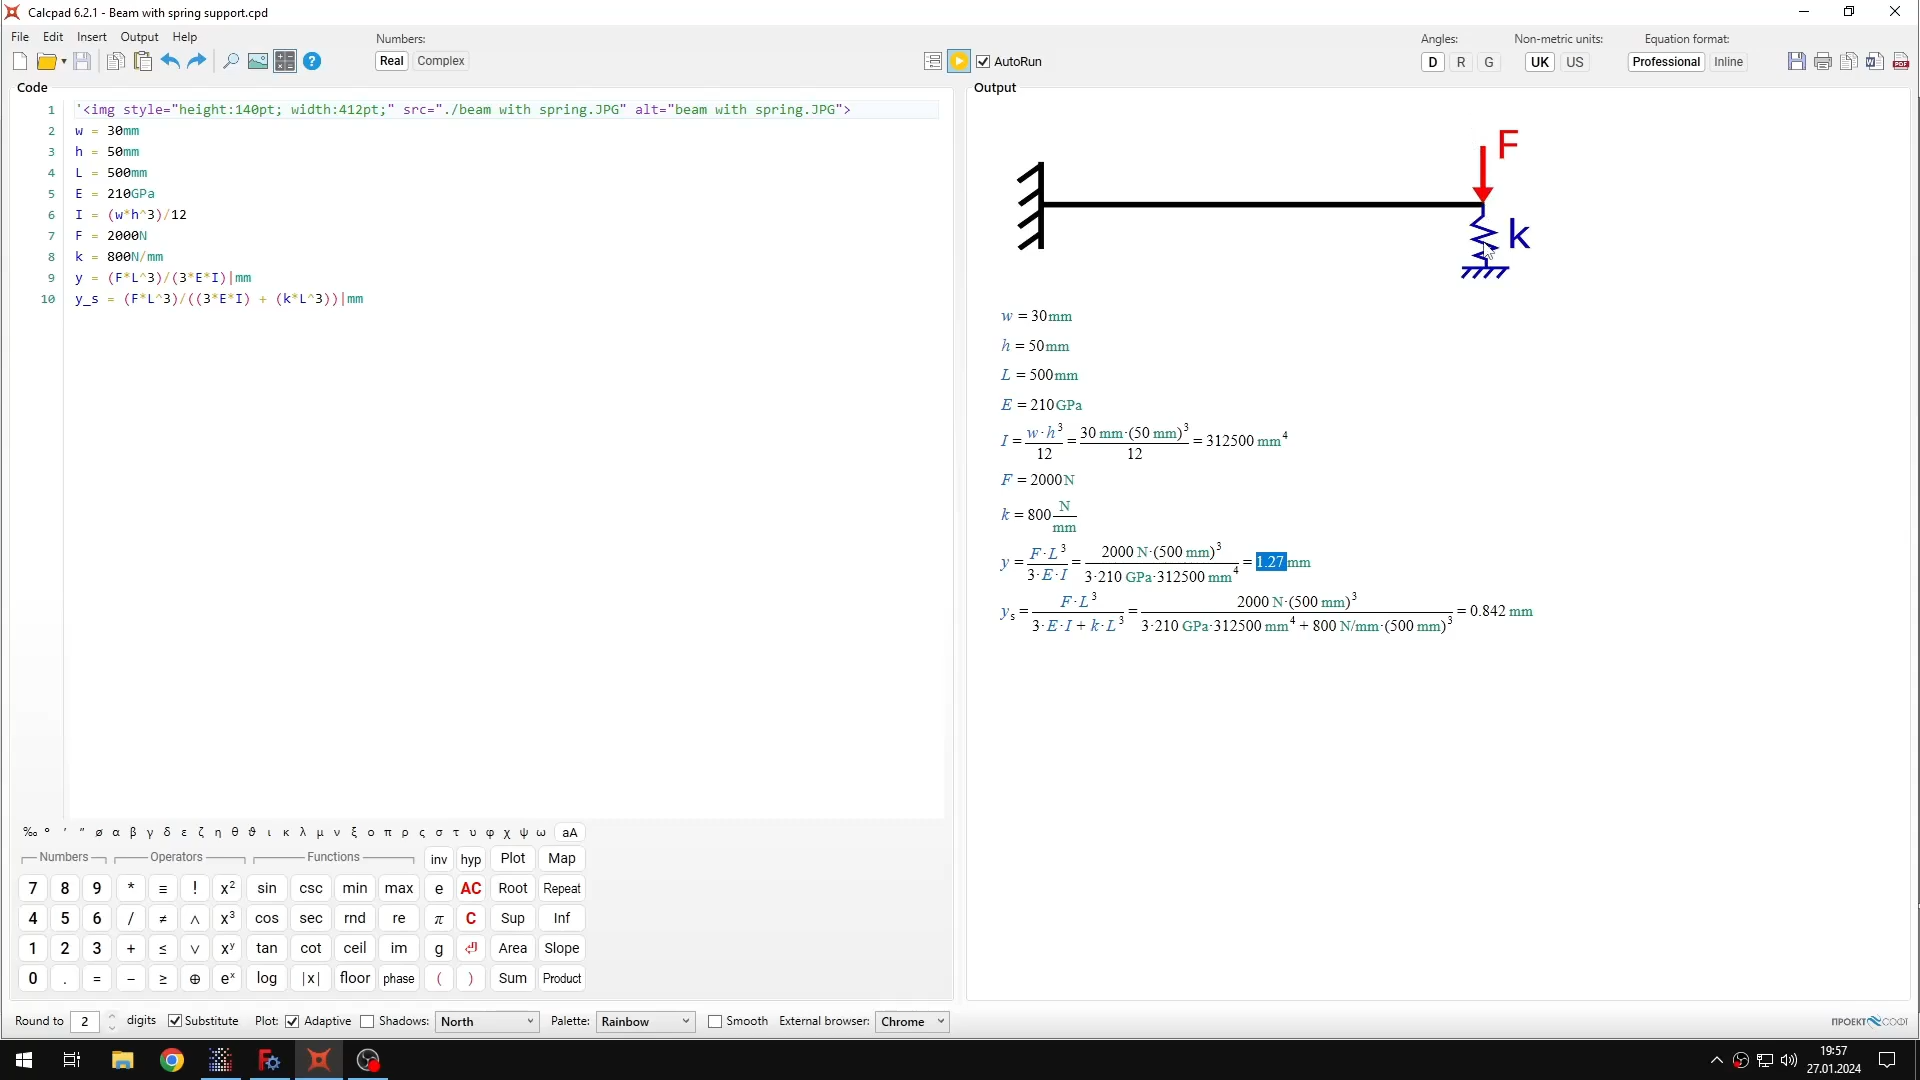 Calcpad 6.2.1 - Beam with spring support.cpd
File Edit Insert Output Help
Numbers:
Real Complex
AutoRun
Angles:
D R G
Non-metric units:
UK US
Equation format:
Professional Inline
Code
1 '<img style="height:140pt; width:412pt;" src="./beam with spring.JPG" alt="beam with spring.JPG">
2 w = 30mm
3 h = 50mm
4 L = 500mm
5 E = 210GPa
6 I = (w*h^3)/12
7 F = 2000N
8 k = 800N/mm
9 y = (F*L^3)/(3*E*I)|mm
10 y_s = (F*L^3)/((3*E*I) + (k*L^3))|mm
Output
F
k
w = 30mm
h = 50mm
L = 500mm
E = 210GPa
I = w·h³/12 = 30 mm·(50 mm)³/12 = 312500 mm⁴
F = 2000N
k = 800 N/mm
y = F·L³/3·E·I = 2000 N·(500 mm)³/3·210 GPa·312500 mm⁴ = 1.27 mm
yₛ = F·L³/3·E·I + k·L³ = 2000 N·(500 mm)³/3·210 GPa·312500 mm⁴ + 800 N/mm·(500 mm)³ = 0.842 mm
‰ ° ′ ″ ø α β γ δ ε ζ η θ ϑ ι κ λ μ ν ξ ο π ρ ς σ τ υ φ χ ψ ω aA
Numbers Operators Functions inv hyp Plot Map
7 8 9 * ≡ ! x² sin csc min max e AC Root Repeat
4 5 6 / ≠ ∧ x³ cos sec rnd re π C Sup Inf
1 2 3 + ≤ ∨ xʸ tan cot ceil im g ⏎ Area Slope
0 . = − ≥ ⊕ eˣ log |x| floor phase ( ) Sum Product
Round to 2 digits Substitute Plot: Adaptive Shadows: North Palette: Rainbow Smooth External browser: Chrome
ПРОЕКТ СОФТ
19:57
27.01.2024